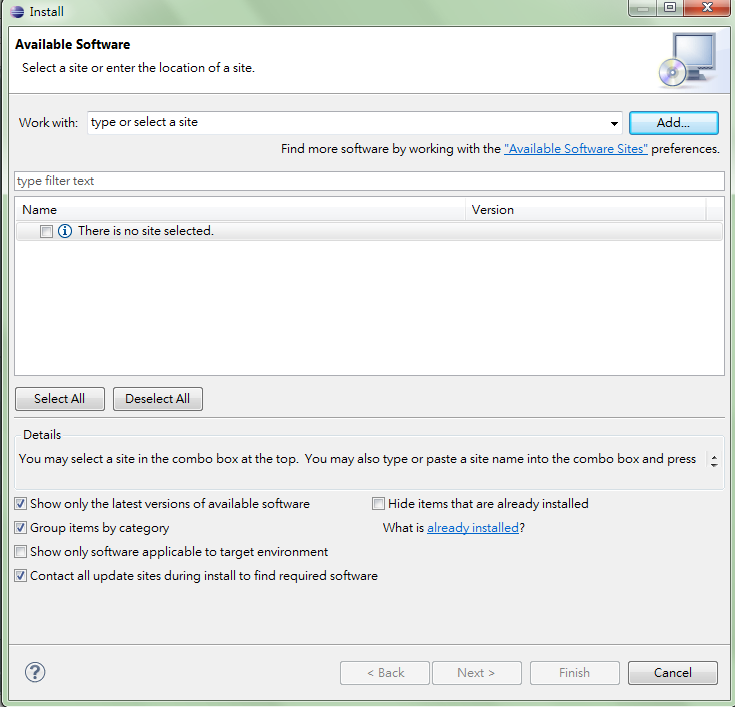 Install
Available Software
Select a site or enter the location of a site.
Work with: type or select a site Add...
Find more software by working with the "Available Software Sites" preferences.
type filter text
Name Version
There is no site selected.
Select All Deselect All
Details
You may select a site in the combo box at the top.  You may also type or paste a site name into the combo box and press
Show only the latest versions of available software Hide items that are already installed
Group items by category What is already installed?
Show only software applicable to target environment
Contact all update sites during install to find required software
< Back Next > Finish Cancel